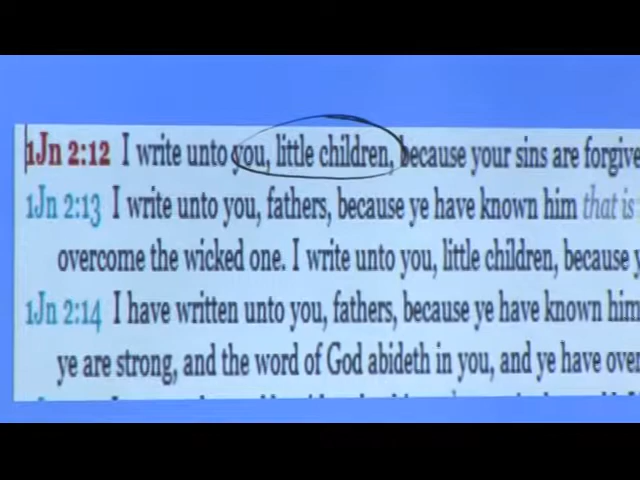 1Jn 2:12 I write unto you, little children, because your sins are forgive
1Jn 2:13 I write unto you, fathers, because ye have known him that is
overcome the wicked one. I write unto you, little children, because y
1Jn 2:14 I have written unto you, fathers, because ye have known him
ye are strong, and the word of God abideth in you, and ye have over